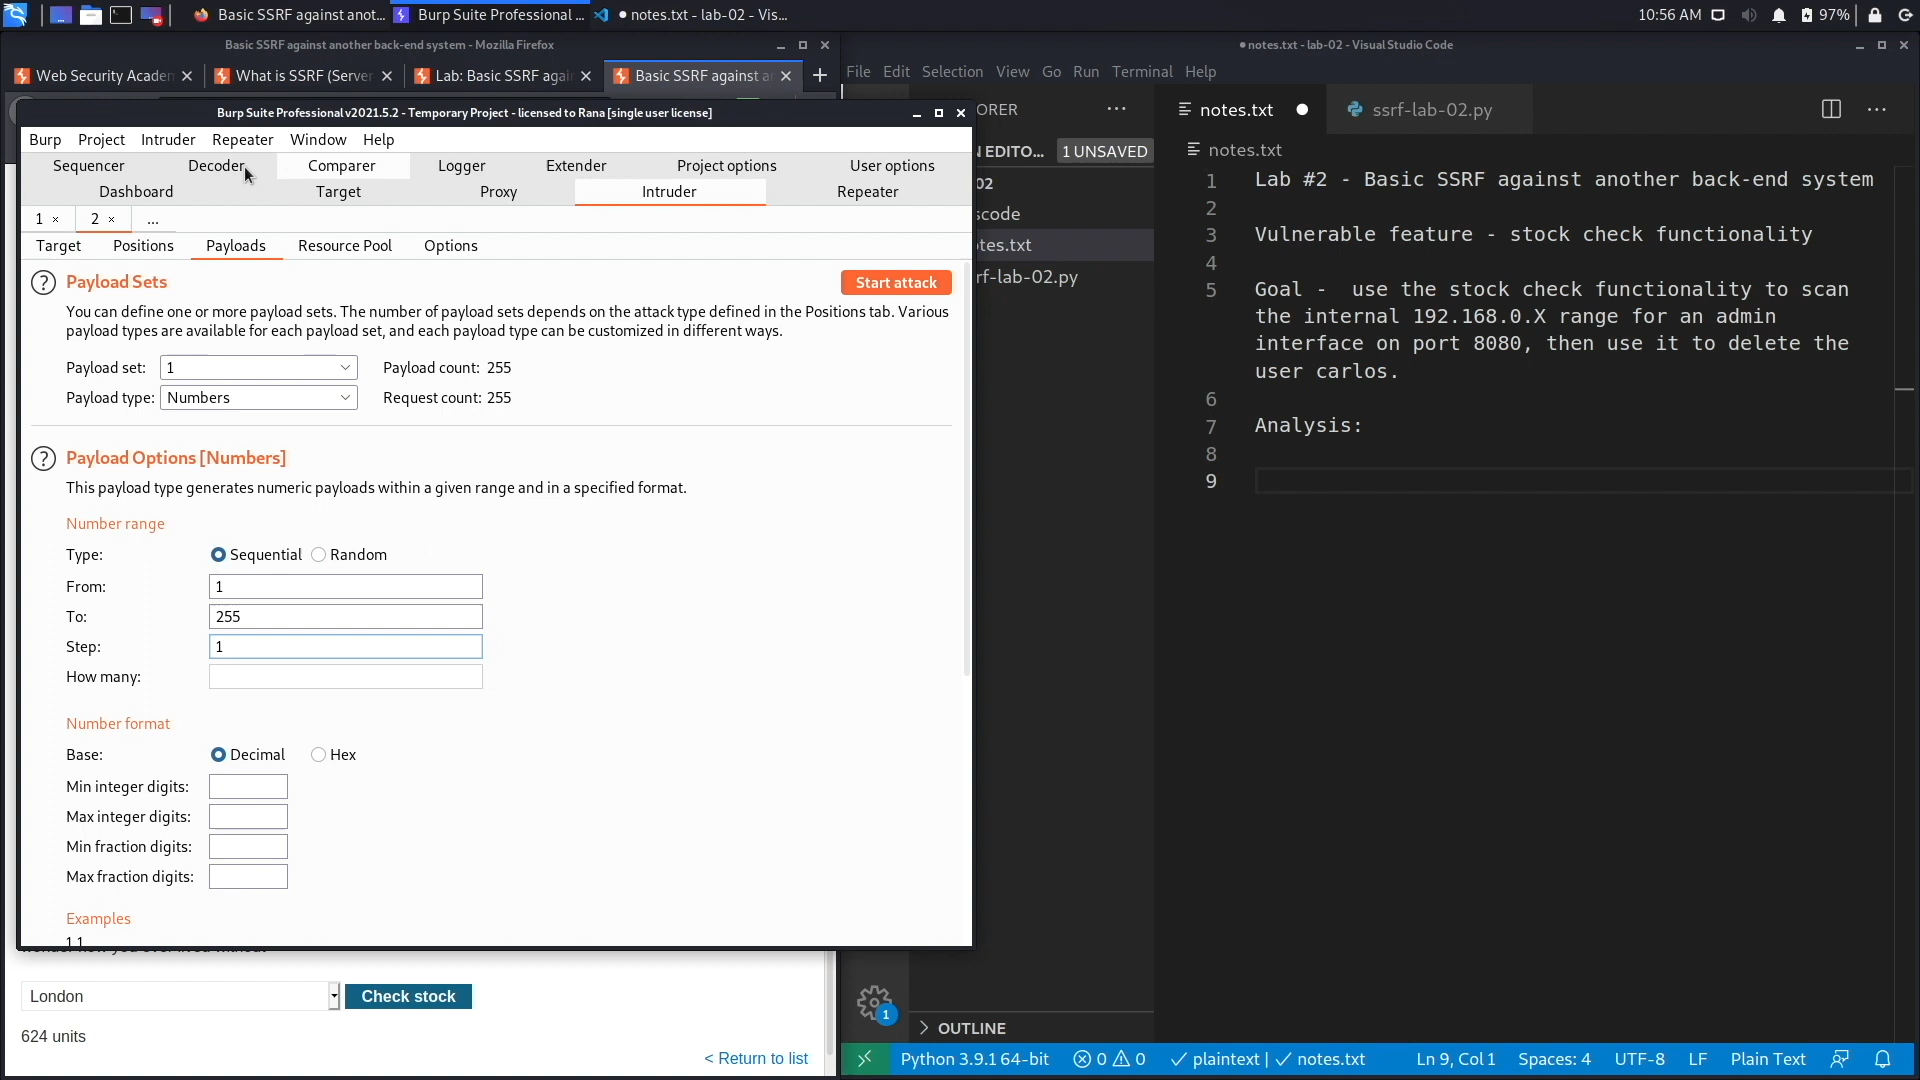 Basic SSRF against anot...
Burp Suite Professional ...
● notes.txt - lab-02 - Vis...
10:56 AM
97%
Basic SSRF against another back-end system - Mozilla Firefox
Web Security Academ
What is SSRF (Server
Lab: Basic SSRF agai
Basic SSRF against a
Burp Suite Professional v2021.5.2 - Temporary Project - licensed to Rana [single user license]
Burp Project Intruder Repeater Window Help
Sequencer Decoder Comparer Logger Extender Project options User options
Dashboard Target Proxy Intruder Repeater
1 × 2 × ...
Target Positions Payloads Resource Pool Options
? Payload Sets
Start attack
You can define one or more payload sets. The number of payload sets depends on the attack type defined in the Positions tab. Various
payload types are available for each payload set, and each payload type can be customized in different ways.
Payload set: 1 Payload count: 255
Payload type: Numbers Request count: 255
? Payload Options [Numbers]
This payload type generates numeric payloads within a given range and in a specified format.
Number range
Type: Sequential Random
From: 1
To: 255
Step: 1
How many:
Number format
Base: Decimal Hex
Min integer digits:
Max integer digits:
Min fraction digits:
Max fraction digits:
Examples
London
Check stock
624 units
< Return to list
● notes.txt - lab-02 - Visual Studio Code
File Edit Selection View Go Run Terminal Help
ORER ...
N EDITO... 1 UNSAVED
02
scode
otes.txt
rf-lab-02.py
OUTLINE
1
notes.txt ●
ssrf-lab-02.py
...
notes.txt
1 Lab #2 - Basic SSRF against another back-end system
2
3 Vulnerable feature - stock check functionality
4
5 Goal - use the stock check functionality to scan
the internal 192.168.0.X range for an admin
interface on port 8080, then use it to delete the
user carlos.
6
7 Analysis:
8
9
Python 3.9.1 64-bit 0 0 ✓ plaintext | ✓ notes.txt Ln 9, Col 1 Spaces: 4 UTF-8 LF Plain Text